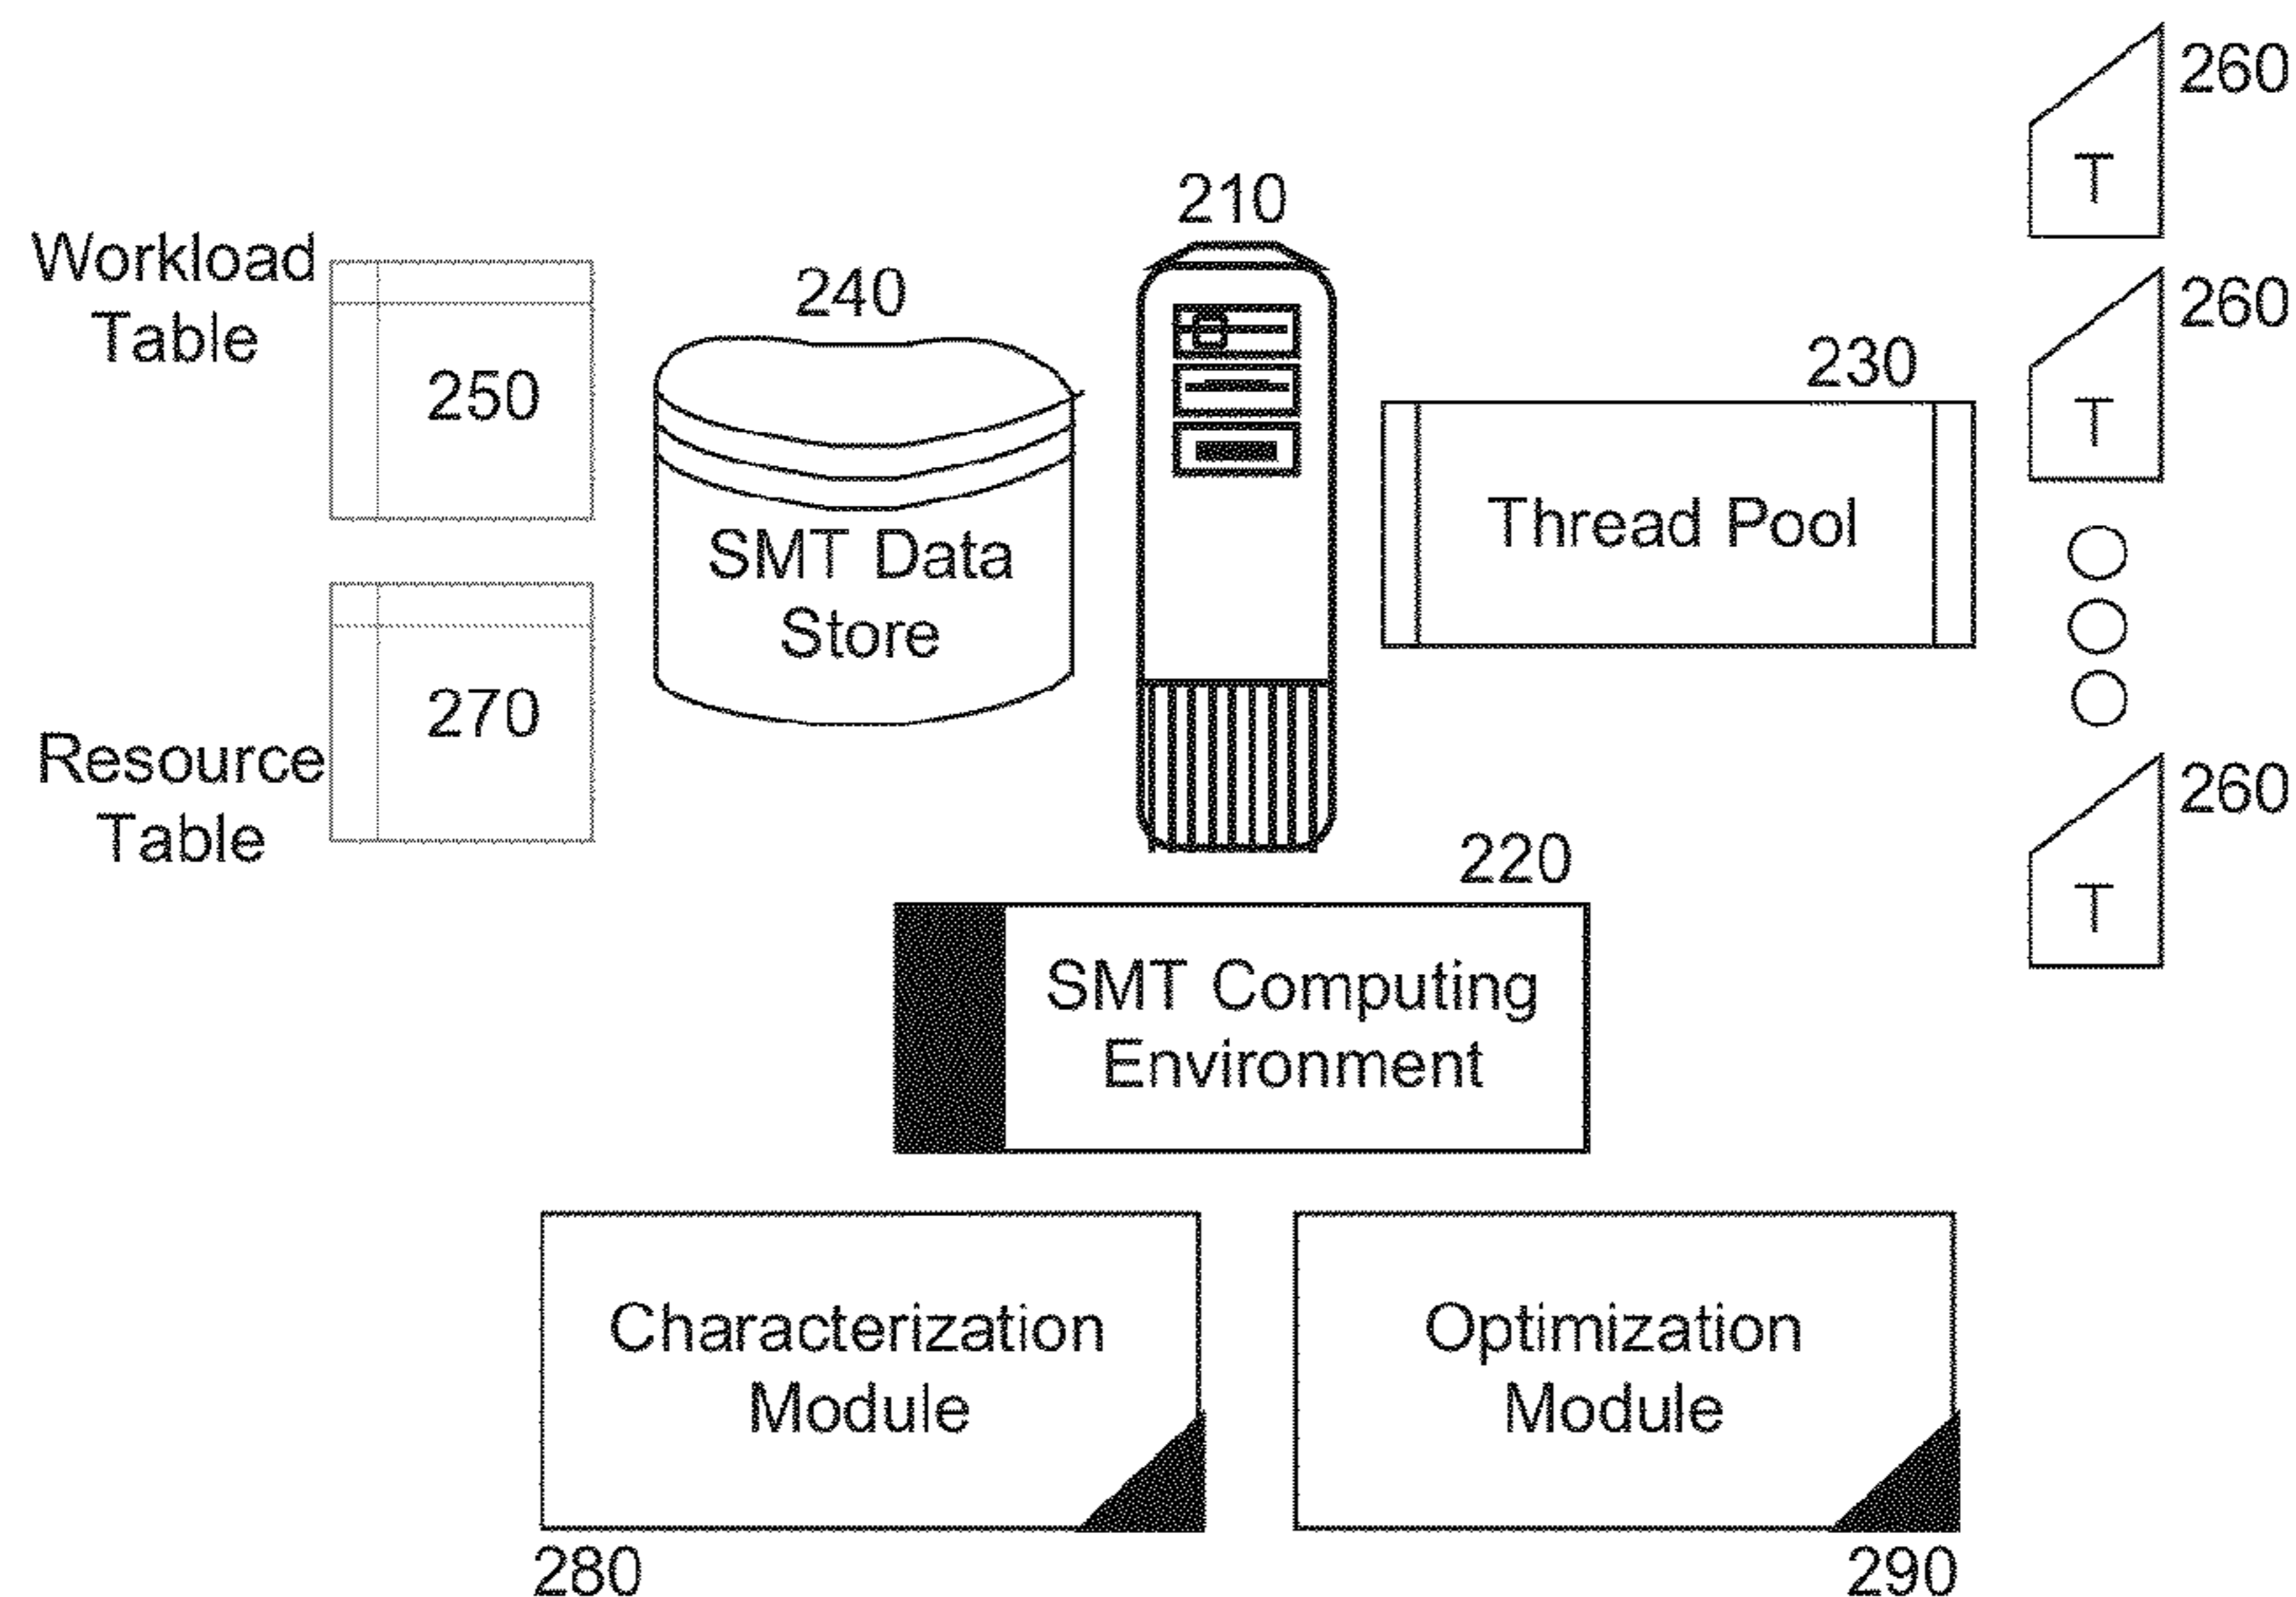 260
T
210
Workload
Table
240
250
260
T
230
Thread Pool
SMT Data
Store
270
Resource
Table
260
T
220
SMT Computing
Environment
Characterization
Module
280
Optimization
Module
290